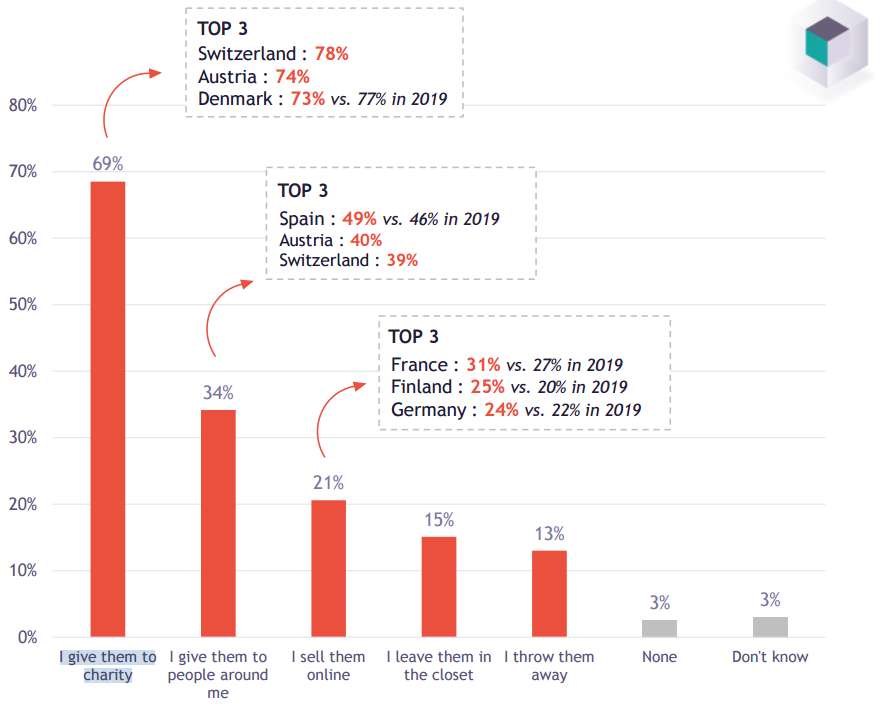 TOP 3
Switzerland : 78%
Austria : 74%
Denmark : 73% vs. 77% in 2019
80%
69%
70%
TOP 3
Spain : 49% vs. 46% in 2019
Austria : 40%
Switzerland : 39%
60%
50%
TOP 3
France : 31% vs. 27% in 2019
Finland : 25% vs. 20% in 2019
Germany : 24% vs. 22% in 2019
40%
34%
30%
21%
20%
15%
13%
10%
3%
3%
0%
I give them to
charity
I give them to
people around
me
I sell them
online
I leave them in
the closet
I throw them
away
None
Don't know